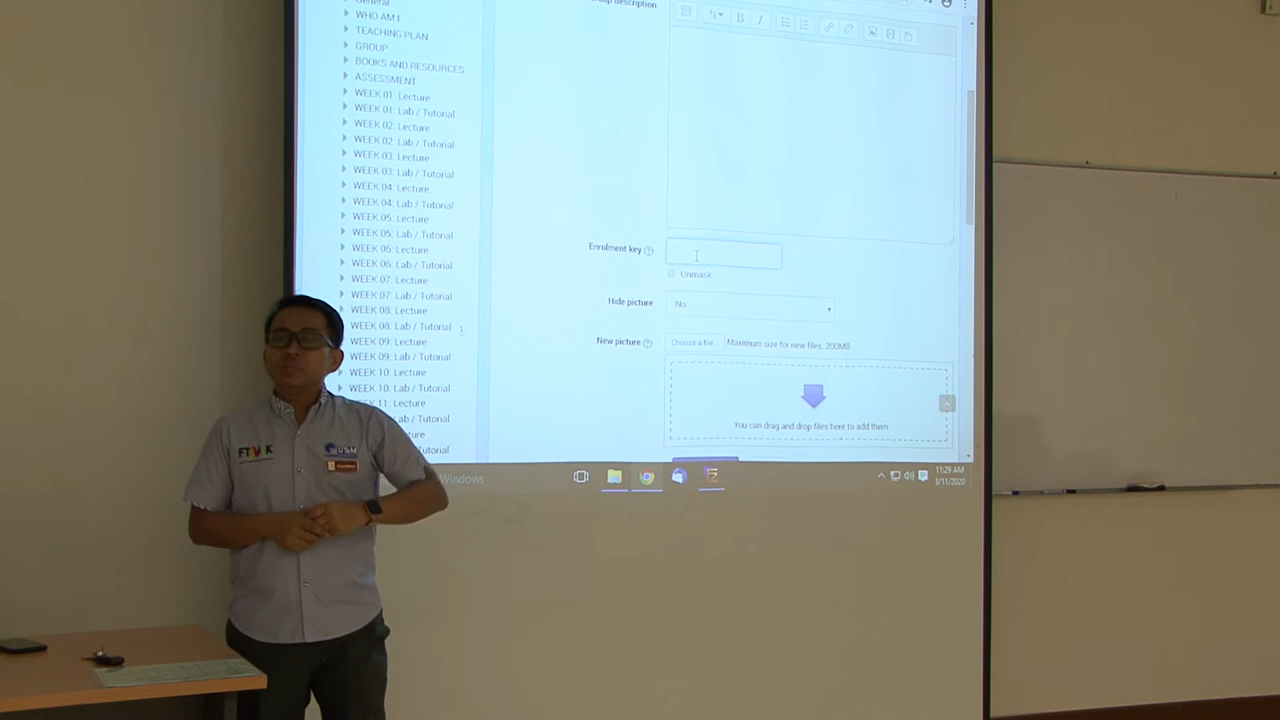 General
WHO AM I
TEACHING PLAN
GROUP
BOOKS AND RESOURCES
ASSESSMENT
WEEK 01: Lecture
WEEK 01: Lab / Tutorial
WEEK 02: Lecture
WEEK 02: Lab / Tutorial
WEEK 03: Lecture
WEEK 03: Lab / Tutorial
WEEK 04: Lecture
WEEK 04: Lab / Tutorial
WEEK 05: Lecture
WEEK 05: Lab / Tutorial
WEEK 06: Lecture
WEEK 06: Lab / Tutorial
WEEK 07: Lecture
WEEK 07: Lab / Tutorial
WEEK 08: Lecture
WEEK 08: Lab / Tutorial
WEEK 09: Lecture
WEEK 09: Lab / Tutorial
WEEK 10: Lecture
WEEK 10: Lab / Tutorial
11: Lecture
Lab / Tutorial
description
B I
Enrolment key
Unmask
Hide picture
No
New picture
Choose a file...
Maximum size for new files: 200MB
You can drag and drop files here to add them.
Windows
11:29 AM
3/11/2020